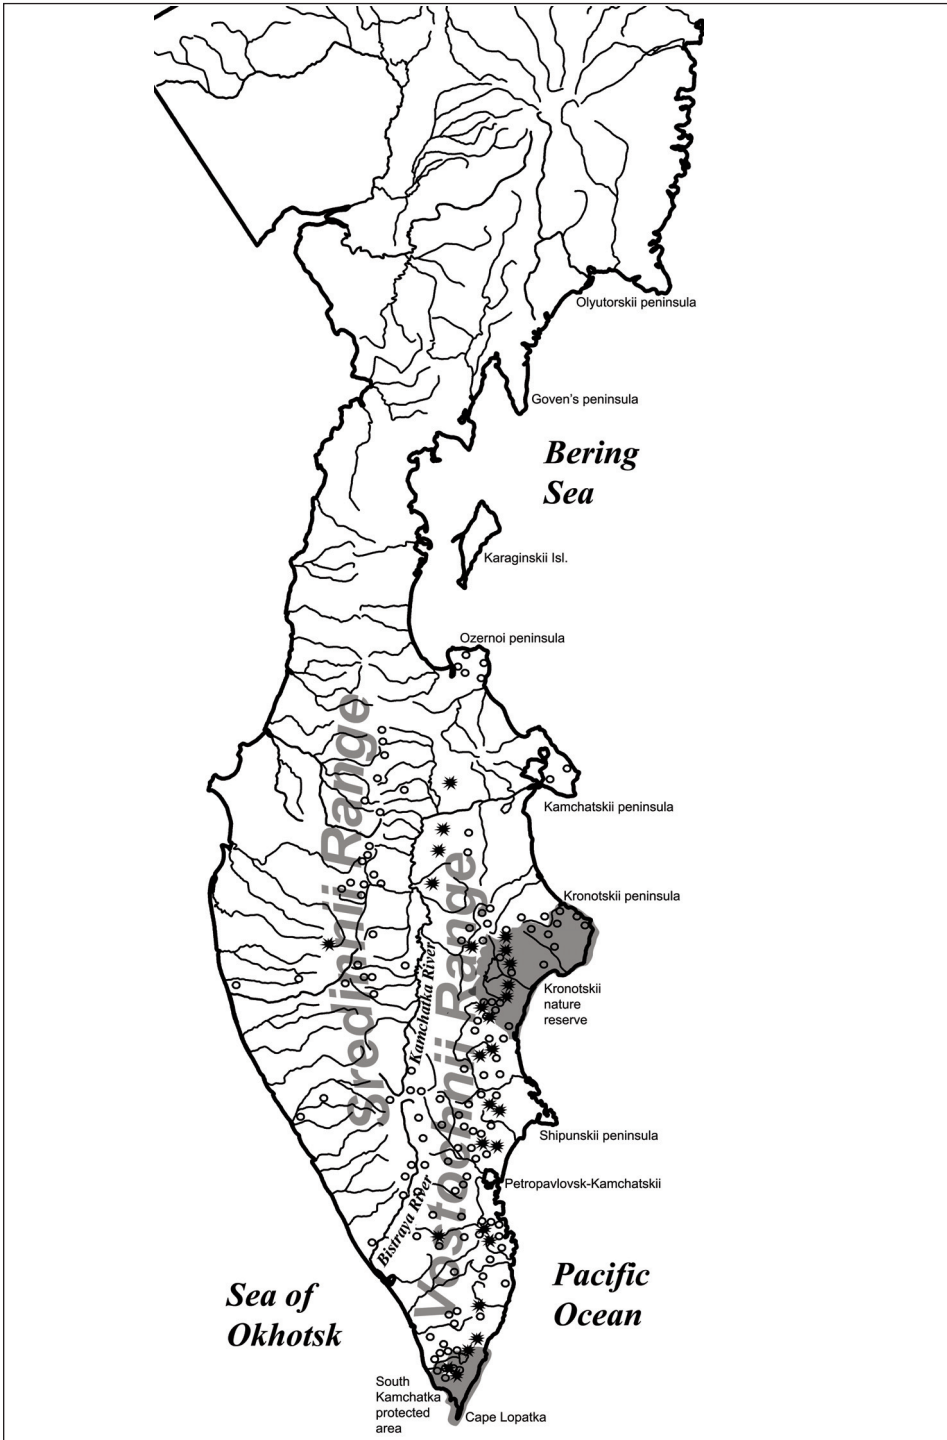 Olyutorskii peninsula
Goven's peninsula
Bering
Sea
Karaginskii Isl.
Ozernoi peninsula
Sredinnii Range
Kamchatskii peninsula
Kronotskii peninsula
Kamchatka River
Vostochnii Range
Kronotskii
nature
reserve
Shipunskii peninsula
Petropavlovsk-Kamchatskii
Bistraya River
Sea of
Okhotsk
Pacific
Ocean
South
Kamchatka
protected
area
Cape Lopatka